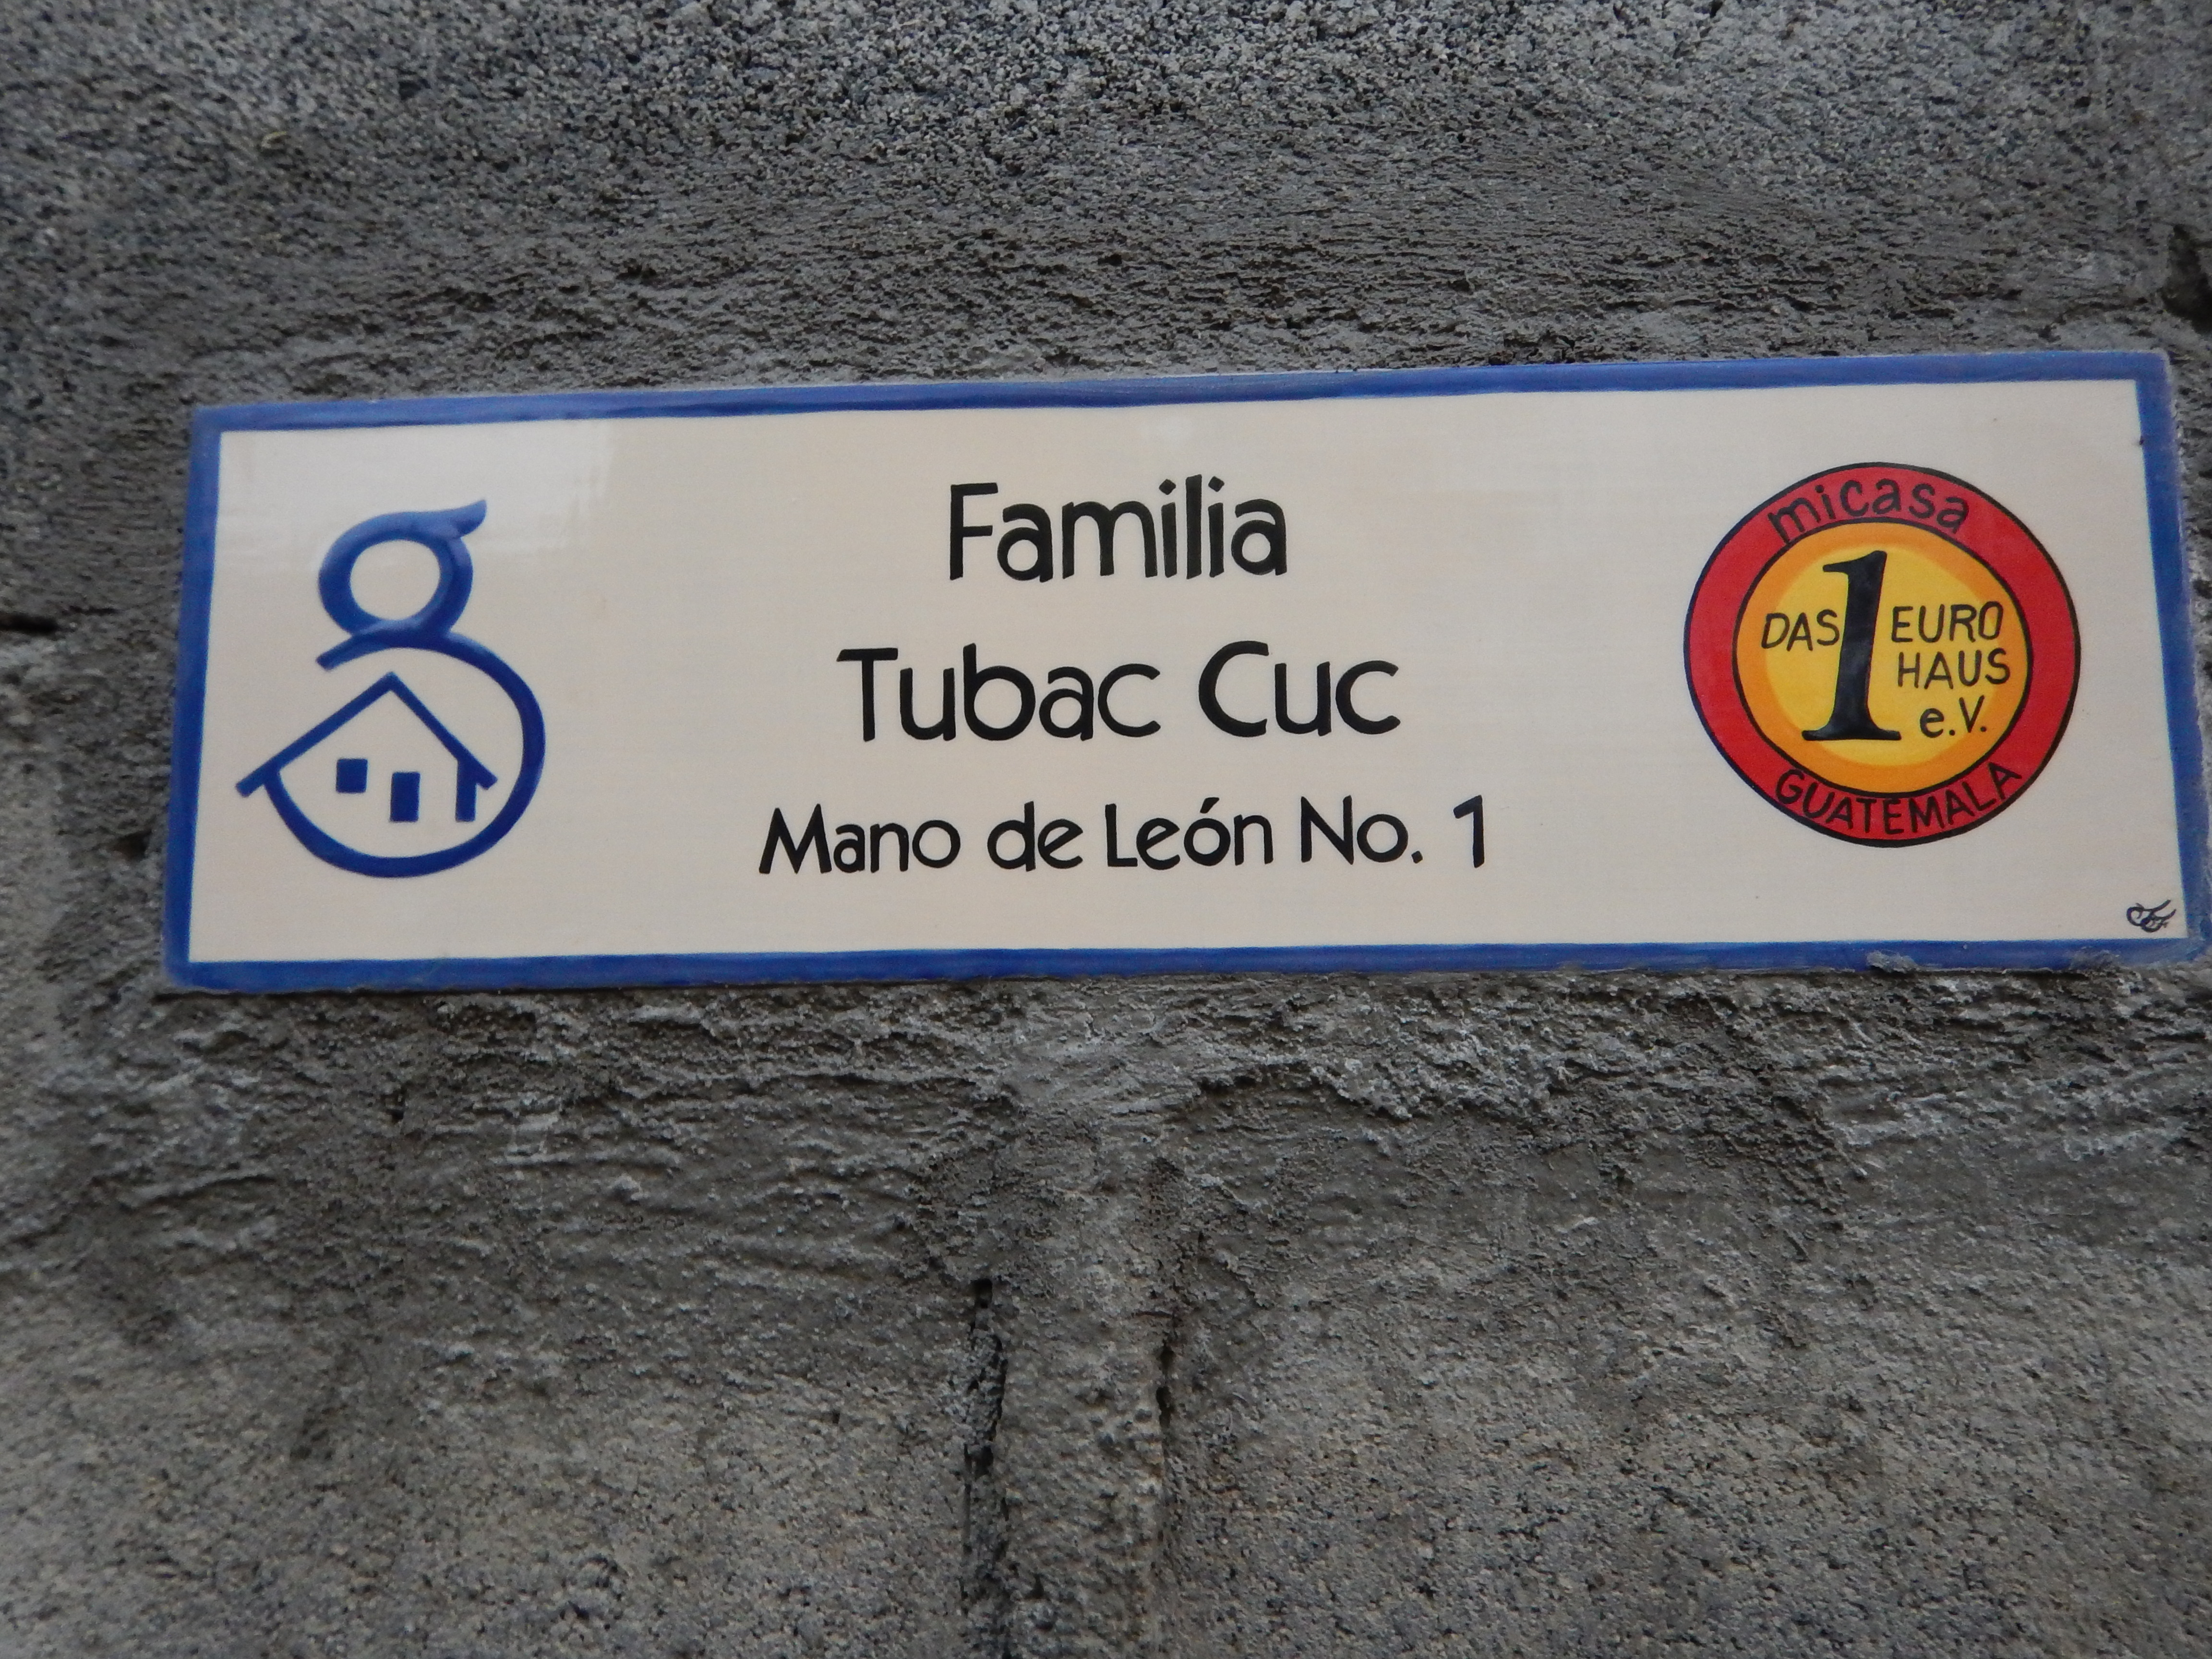 Familia
Tubac Cuc
Mano de León No. 1
micasa
DAS 1 EURO
HAUS
e.V.
GUATEMALA